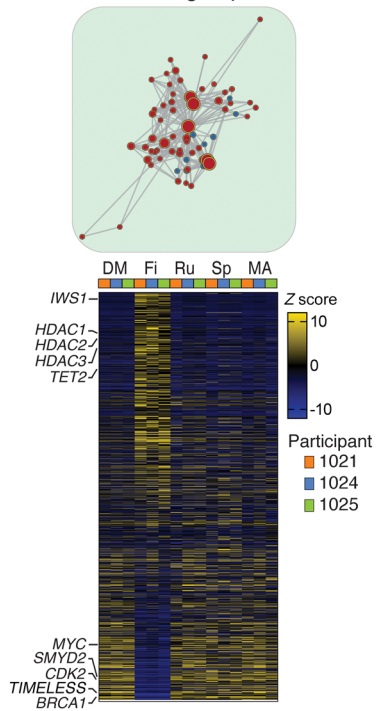 DM Fi Ru Sp MA
IWS1
HDAC1
HDAC2
HDAC3
TET2
MYC
SMYD2
CDK2
TIMELESS
BRCA1
Z score
10
0
-10
Participant
1021
1024
1025